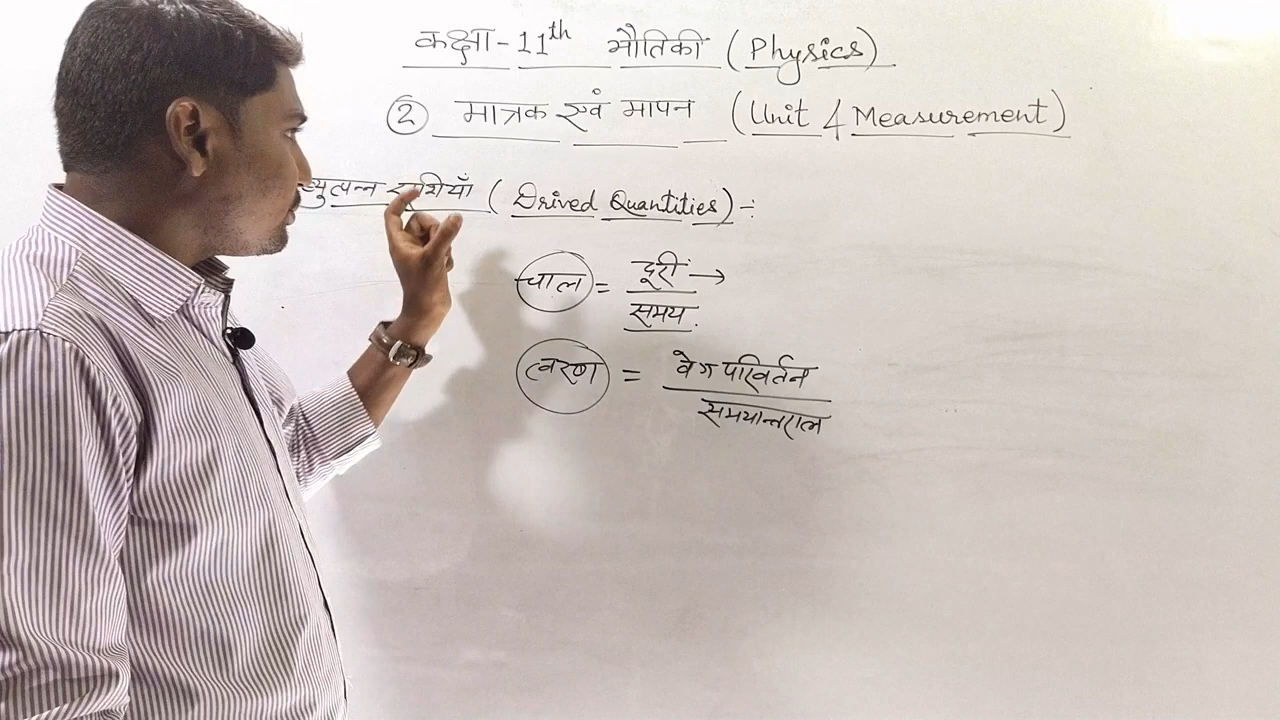 कक्षा - 11th भौतिकी (Physics)
② मात्रक एवं मापन (Unit & Measurement)
व्युत्पन्न राशियाँ (Drived Quantities) -:
चाल = दूरी →
समय.
त्वरण = वेग परिवर्तन
समयान्तराल